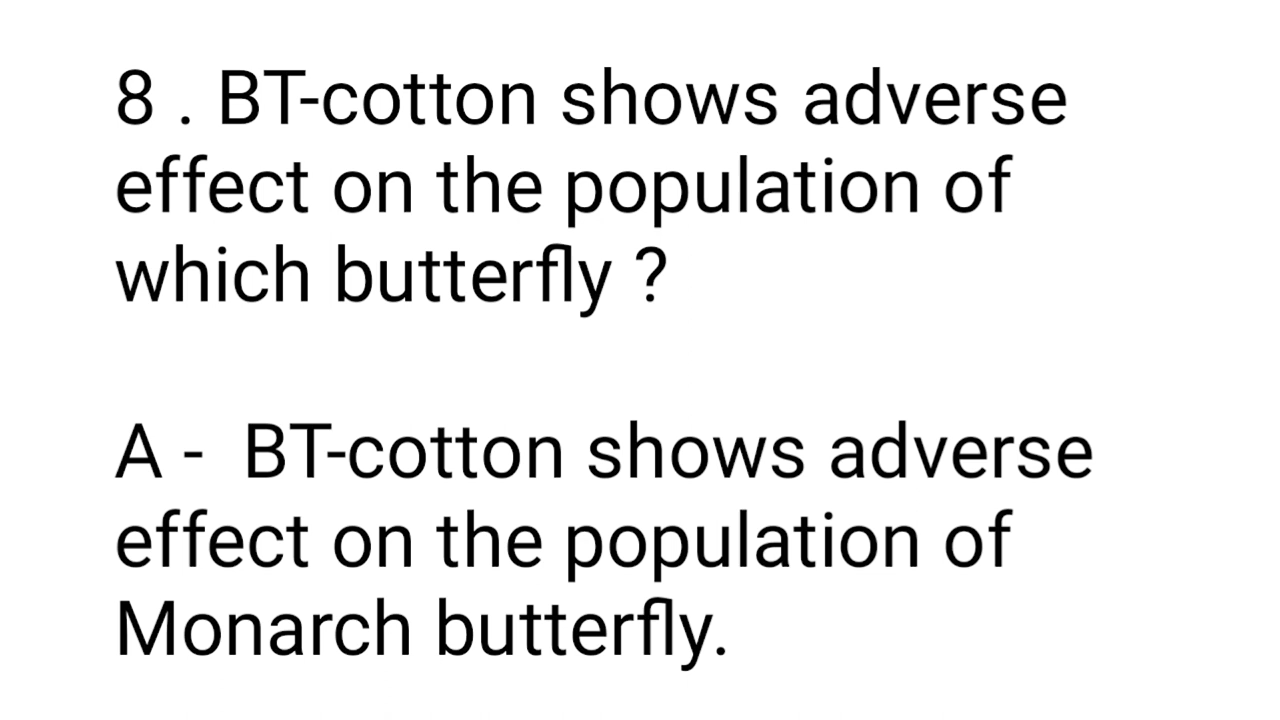 8 . BT-cotton shows adverse
effect on the population of
which butterfly ?
A -  BT-cotton shows adverse
effect on the population of
Monarch butterfly.